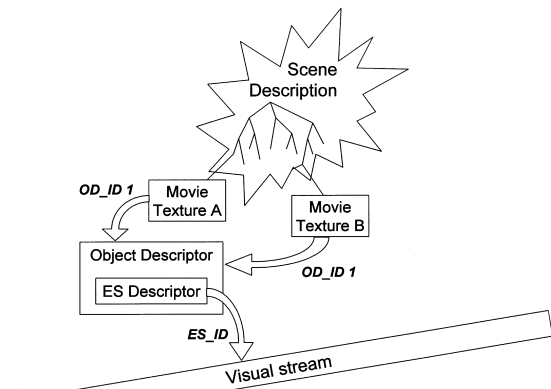 Scene
Description
OD_ID 1
Movie
Texture A
Movie
Texture B
Object Descriptor
OD_ID 1
ES Descriptor
ES_ID
Visual stream